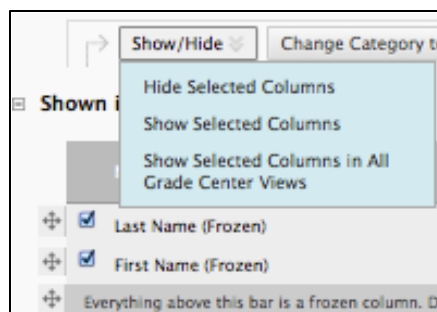 Show/Hide Change Category
Hide Selected Columns
Shown
Show Selected Columns
Show Selected Columns in All
Grade Center Views
Last Name (Frozen)
First Name (Frozen)
Everything above this bar is a frozen column.